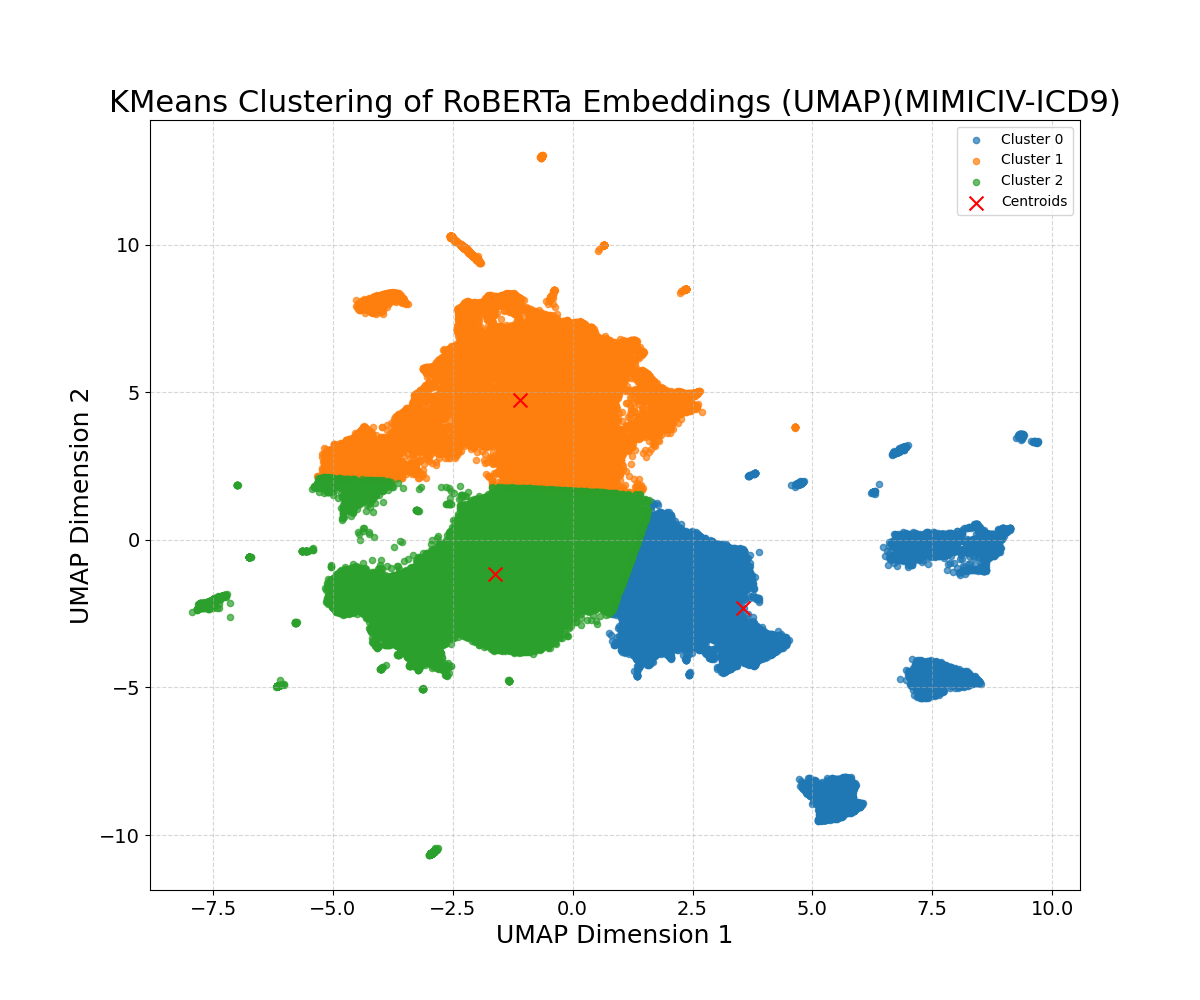 KMeans Clustering of RoBERTa Embeddings (UMAP)(MIMICIV-ICD9)
Cluster 0
Cluster 1
Cluster 2
Centroids
UMAP Dimension 2
10
5
0
−5
−10
−7.5
−5.0
−2.5
0.0
2.5
5.0
7.5
10.0
UMAP Dimension 1